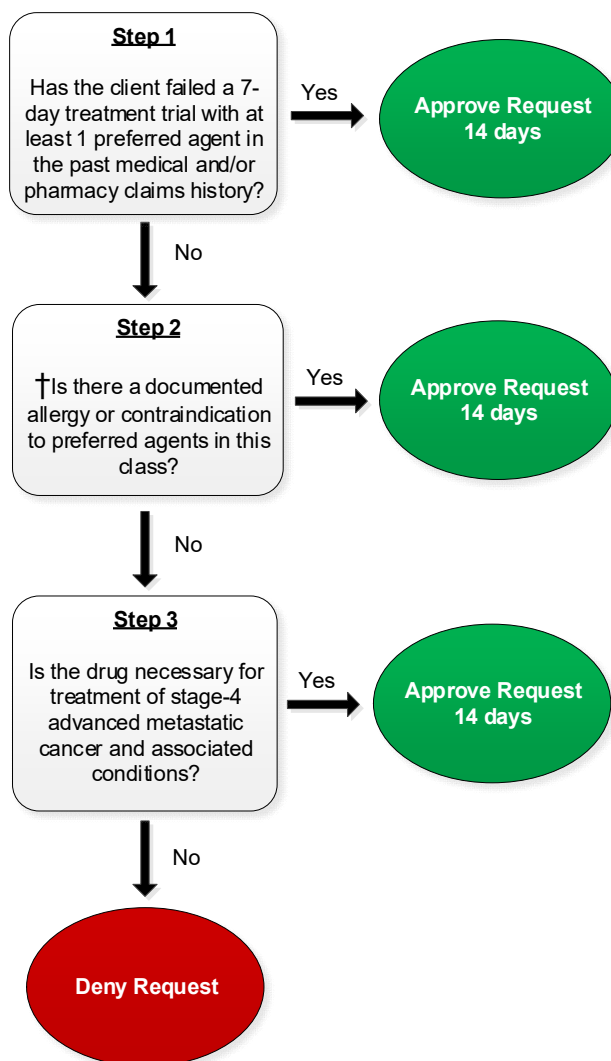 Step 1
Has the client failed a 7-
day treatment trial with at
least 1 preferred agent in
the past medical and/or
pharmacy claims history?
Yes
Approve Request
14 days
No
Step 2
†Is there a documented
allergy or contraindication
to preferred agents in this
class?
Yes
Approve Request
14 days
No
Step 3
Is the drug necessary for
treatment of stage-4
advanced metastatic
cancer and associated
conditions?
Yes
Approve Request
14 days
No
Deny Request